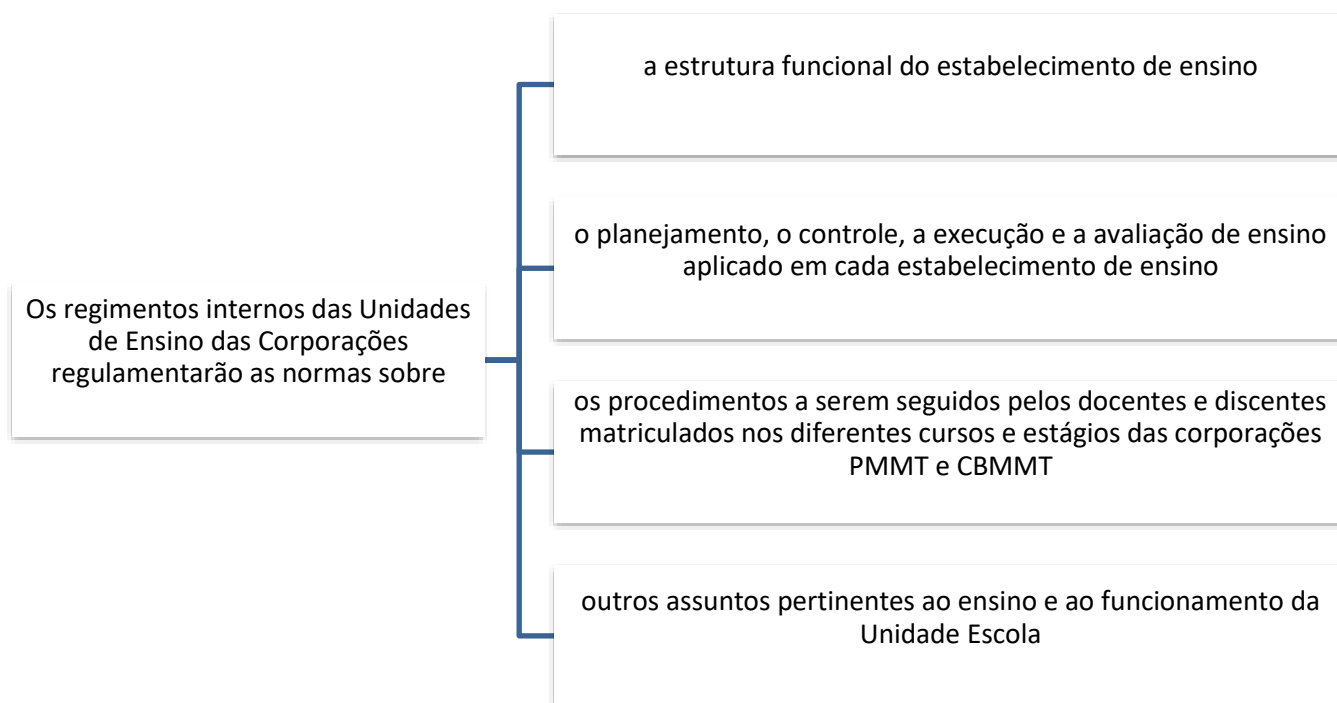 Os regimentos internos das Unidades
de Ensino das Corporações
regulamentarão as normas sobre
a estrutura funcional do estabelecimento de ensino
o planejamento, o controle, a execução e a avaliação de ensino
aplicado em cada estabelecimento de ensino
os procedimentos a serem seguidos pelos docentes e discentes
matriculados nos diferentes cursos e estágios das corporações
PMMT e CBMMT
outros assuntos pertinentes ao ensino e ao funcionamento da
Unidade Escola